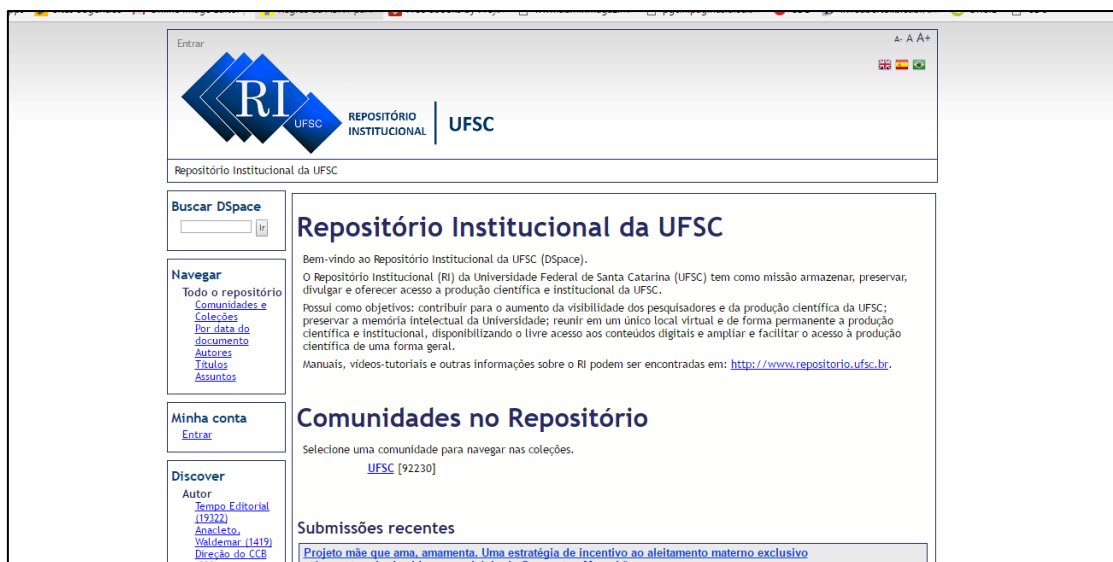 Entrar
A- A A+
RI
UFSC
REPOSITÓRIO
INSTITUCIONAL
UFSC
Repositório Institucional da UFSC
Buscar DSpace
Ir
Navegar
Todo o repositório
Comunidades e
Coleções
Por data do
documento
Autores
Títulos
Assuntos
Minha conta
Entrar
Discover
Autor
Tempo Editorial
(19322)
Anacleto,
Waldemar (1419)
Direção do CCB
Repositório Institucional da UFSC
Bem-vindo ao Repositório Institucional da UFSC (DSpace).
O Repositório Institucional (RI) da Universidade Federal de Santa Catarina (UFSC) tem como missão armazenar, preservar,
divulgar e oferecer acesso a produção científica e institucional da UFSC.
Possui como objetivos: contribuir para o aumento da visibilidade dos pesquisadores e da produção científica da UFSC;
preservar a memória intelectual da Universidade; reunir em um único local virtual e de forma permanente a produção
científica e institucional, disponibilizando o livre acesso aos conteúdos digitais e ampliar e facilitar o acesso à produção
científica de uma forma geral.
Manuais, vídeos-tutoriais e outras informações sobre o RI podem ser encontradas em: http://www.repositorio.ufsc.br.
Comunidades no Repositório
Selecione uma comunidade para navegar nas coleções.
UFSC [92230]
Submissões recentes
Projeto mãe que ama, amamenta. Uma estratégia de incentivo ao aleitamento materno exclusivo